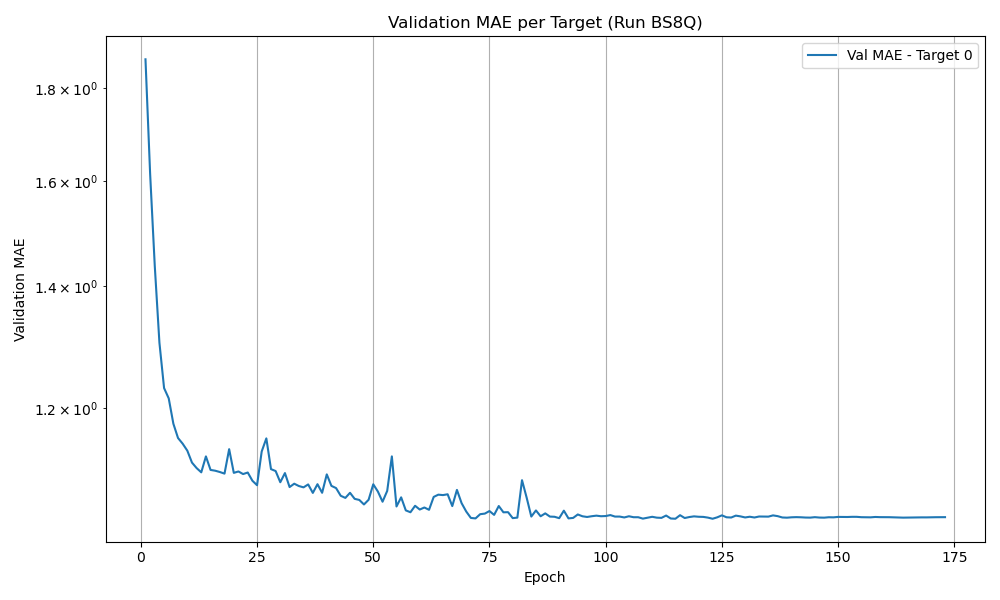 Validation MAE per Target (Run BS8Q)
Val MAE - Target 0
Validation MAE
1.8 × 10⁰
1.6 × 10⁰
1.4 × 10⁰
1.2 × 10⁰
0 25 50 75 100 125 150 175
Epoch